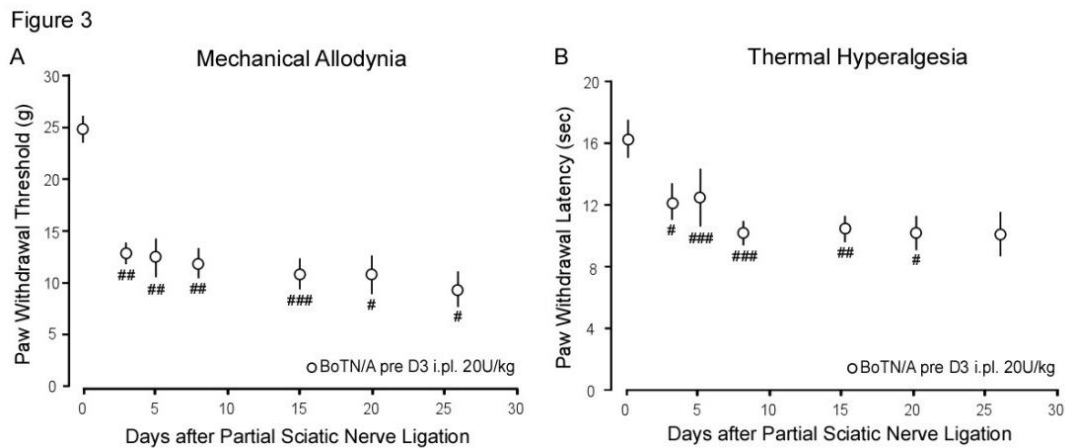 Figure 3
A
Mechanical Allodynia
Paw Withdrawal Threshold (g)
30
25
20
15
10
5
0
##
##
##
###
#
#
BoTN/A pre D3 i.pl. 20U/kg
0 5 10 15 20 25 30
Days after Partial Sciatic Nerve Ligation
B
Thermal Hyperalgesia
Paw Withdrawal Latency (sec)
20
16
12
8
4
0
#
###
###
##
#
BoTN/A pre D3 i.pl. 20U/kg
0 5 10 15 20 25 30
Days after Partial Sciatic Nerve Ligation